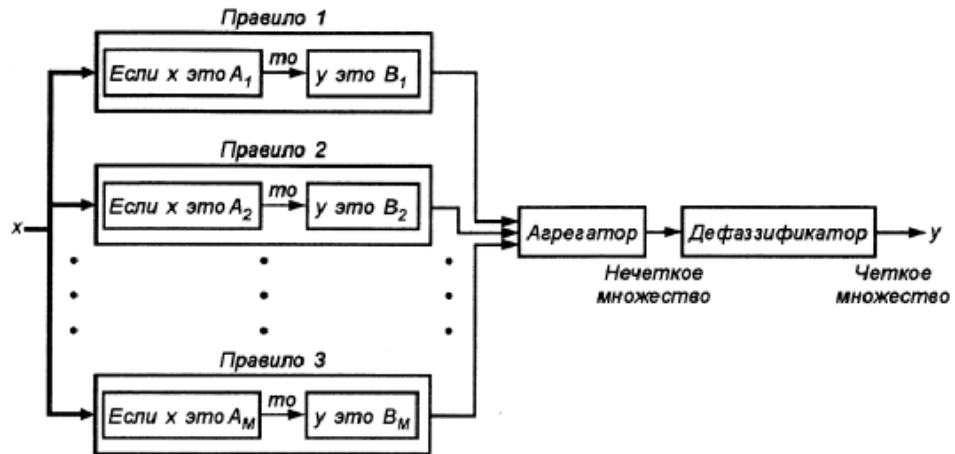 Правило 1
Если x это A₁
то
y это B₁
Правило 2
Если x это A₂
то
y это B₂
x
Агрегатор
Дефаззификатор
y
Нечеткое
множество
Четкое
множество
Правило 3
Если x это Aₘ
то
y это Bₘ